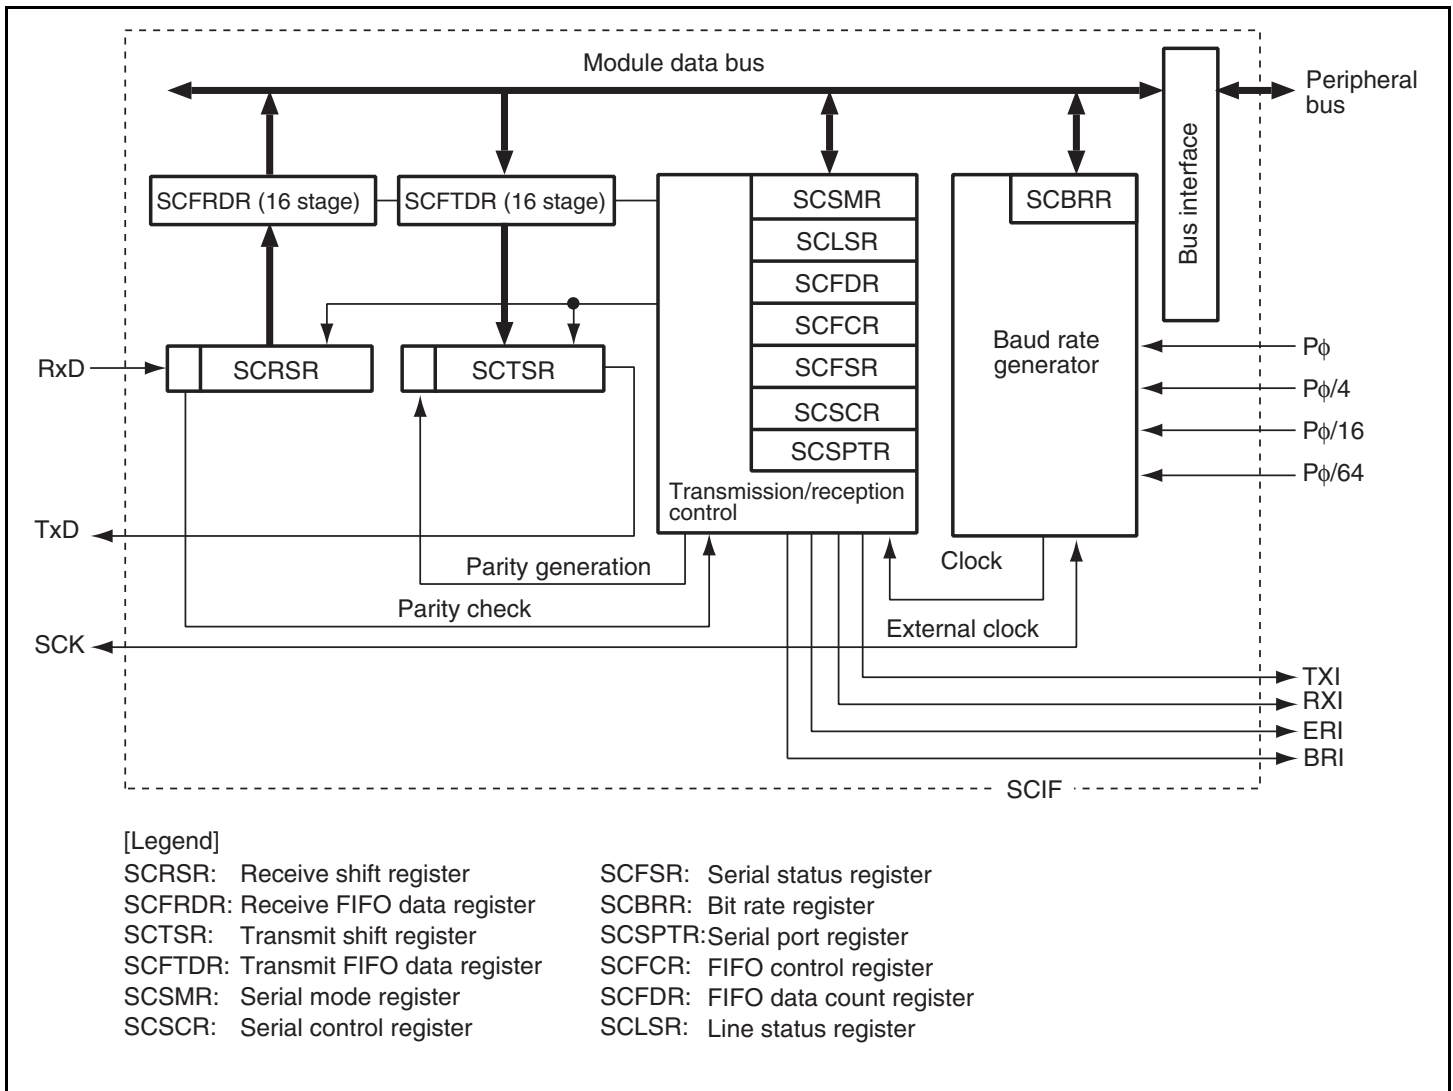 Module data bus
Peripheral
bus
Bus interface
SCFRDR (16 stage)
SCFTDR (16 stage)
SCSMR
SCLSR
SCFDR
SCFCR
SCFSR
SCSCR
SCSPTR
Transmission/reception
control
SCBRR
Baud rate
generator
Pϕ
Pϕ/4
Pϕ/16
Pϕ/64
RxD
SCRSR
SCTSR
TxD
Parity generation
Parity check
Clock
External clock
SCK
TXI
RXI
ERI
BRI
SCIF
[Legend]
SCRSR: Receive shift register
SCFRDR: Receive FIFO data register
SCTSR: Transmit shift register
SCFTDR: Transmit FIFO data register
SCSMR: Serial mode register
SCSCR: Serial control register
SCFSR: Serial status register
SCBRR: Bit rate register
SCSPTR: Serial port register
SCFCR: FIFO control register
SCFDR: FIFO data count register
SCLSR: Line status register